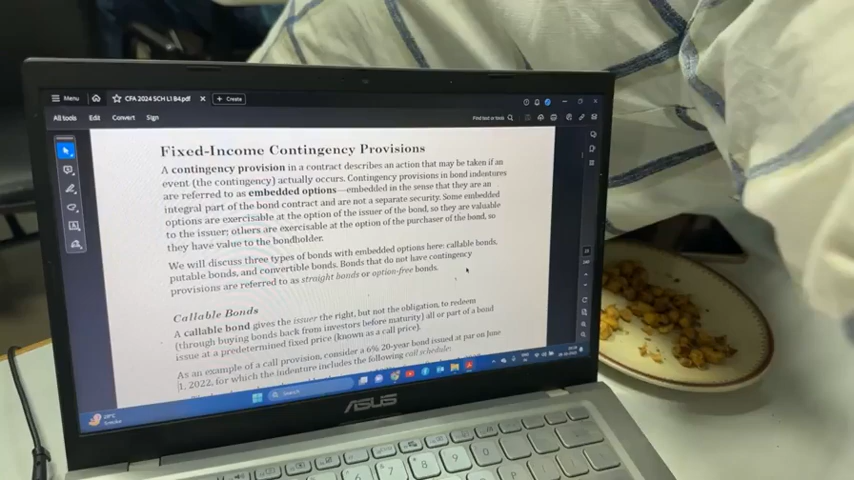 Menu
CFA 2024 SCH L1 B4.pdf
+ Create
All tools Edit Convert Sign
Find text or tools
Fixed-Income Contingency Provisions
A contingency provision in a contract describes an action that may be taken if an
event (the contingency) actually occurs. Contingency provisions in bond indentures
are referred to as embedded options—embedded in the sense that they are an
integral part of the bond contract and are not a separate security. Some embedded
options are exercisable at the option of the issuer of the bond, so they are valuable
to the issuer; others are exercisable at the option of the purchaser of the bond, so
they have value to the bondholder.
We will discuss three types of bonds with embedded options here: callable bonds,
putable bonds, and convertible bonds. Bonds that do not have contingency
provisions are referred to as straight bonds or option-free bonds.
Callable Bonds
A callable bond gives the issuer the right, but not the obligation, to redeem
(through buying bonds back from investors before maturity) all or part of a bond
issue at a predetermined fixed price (known as a call price).
As an example of a call provision, consider a 6% 20-year bond issued at par on June
1, 2022, for which the indenture includes the following call schedule:
Smoke
Search
ASUS
6 7 8 9 0
P